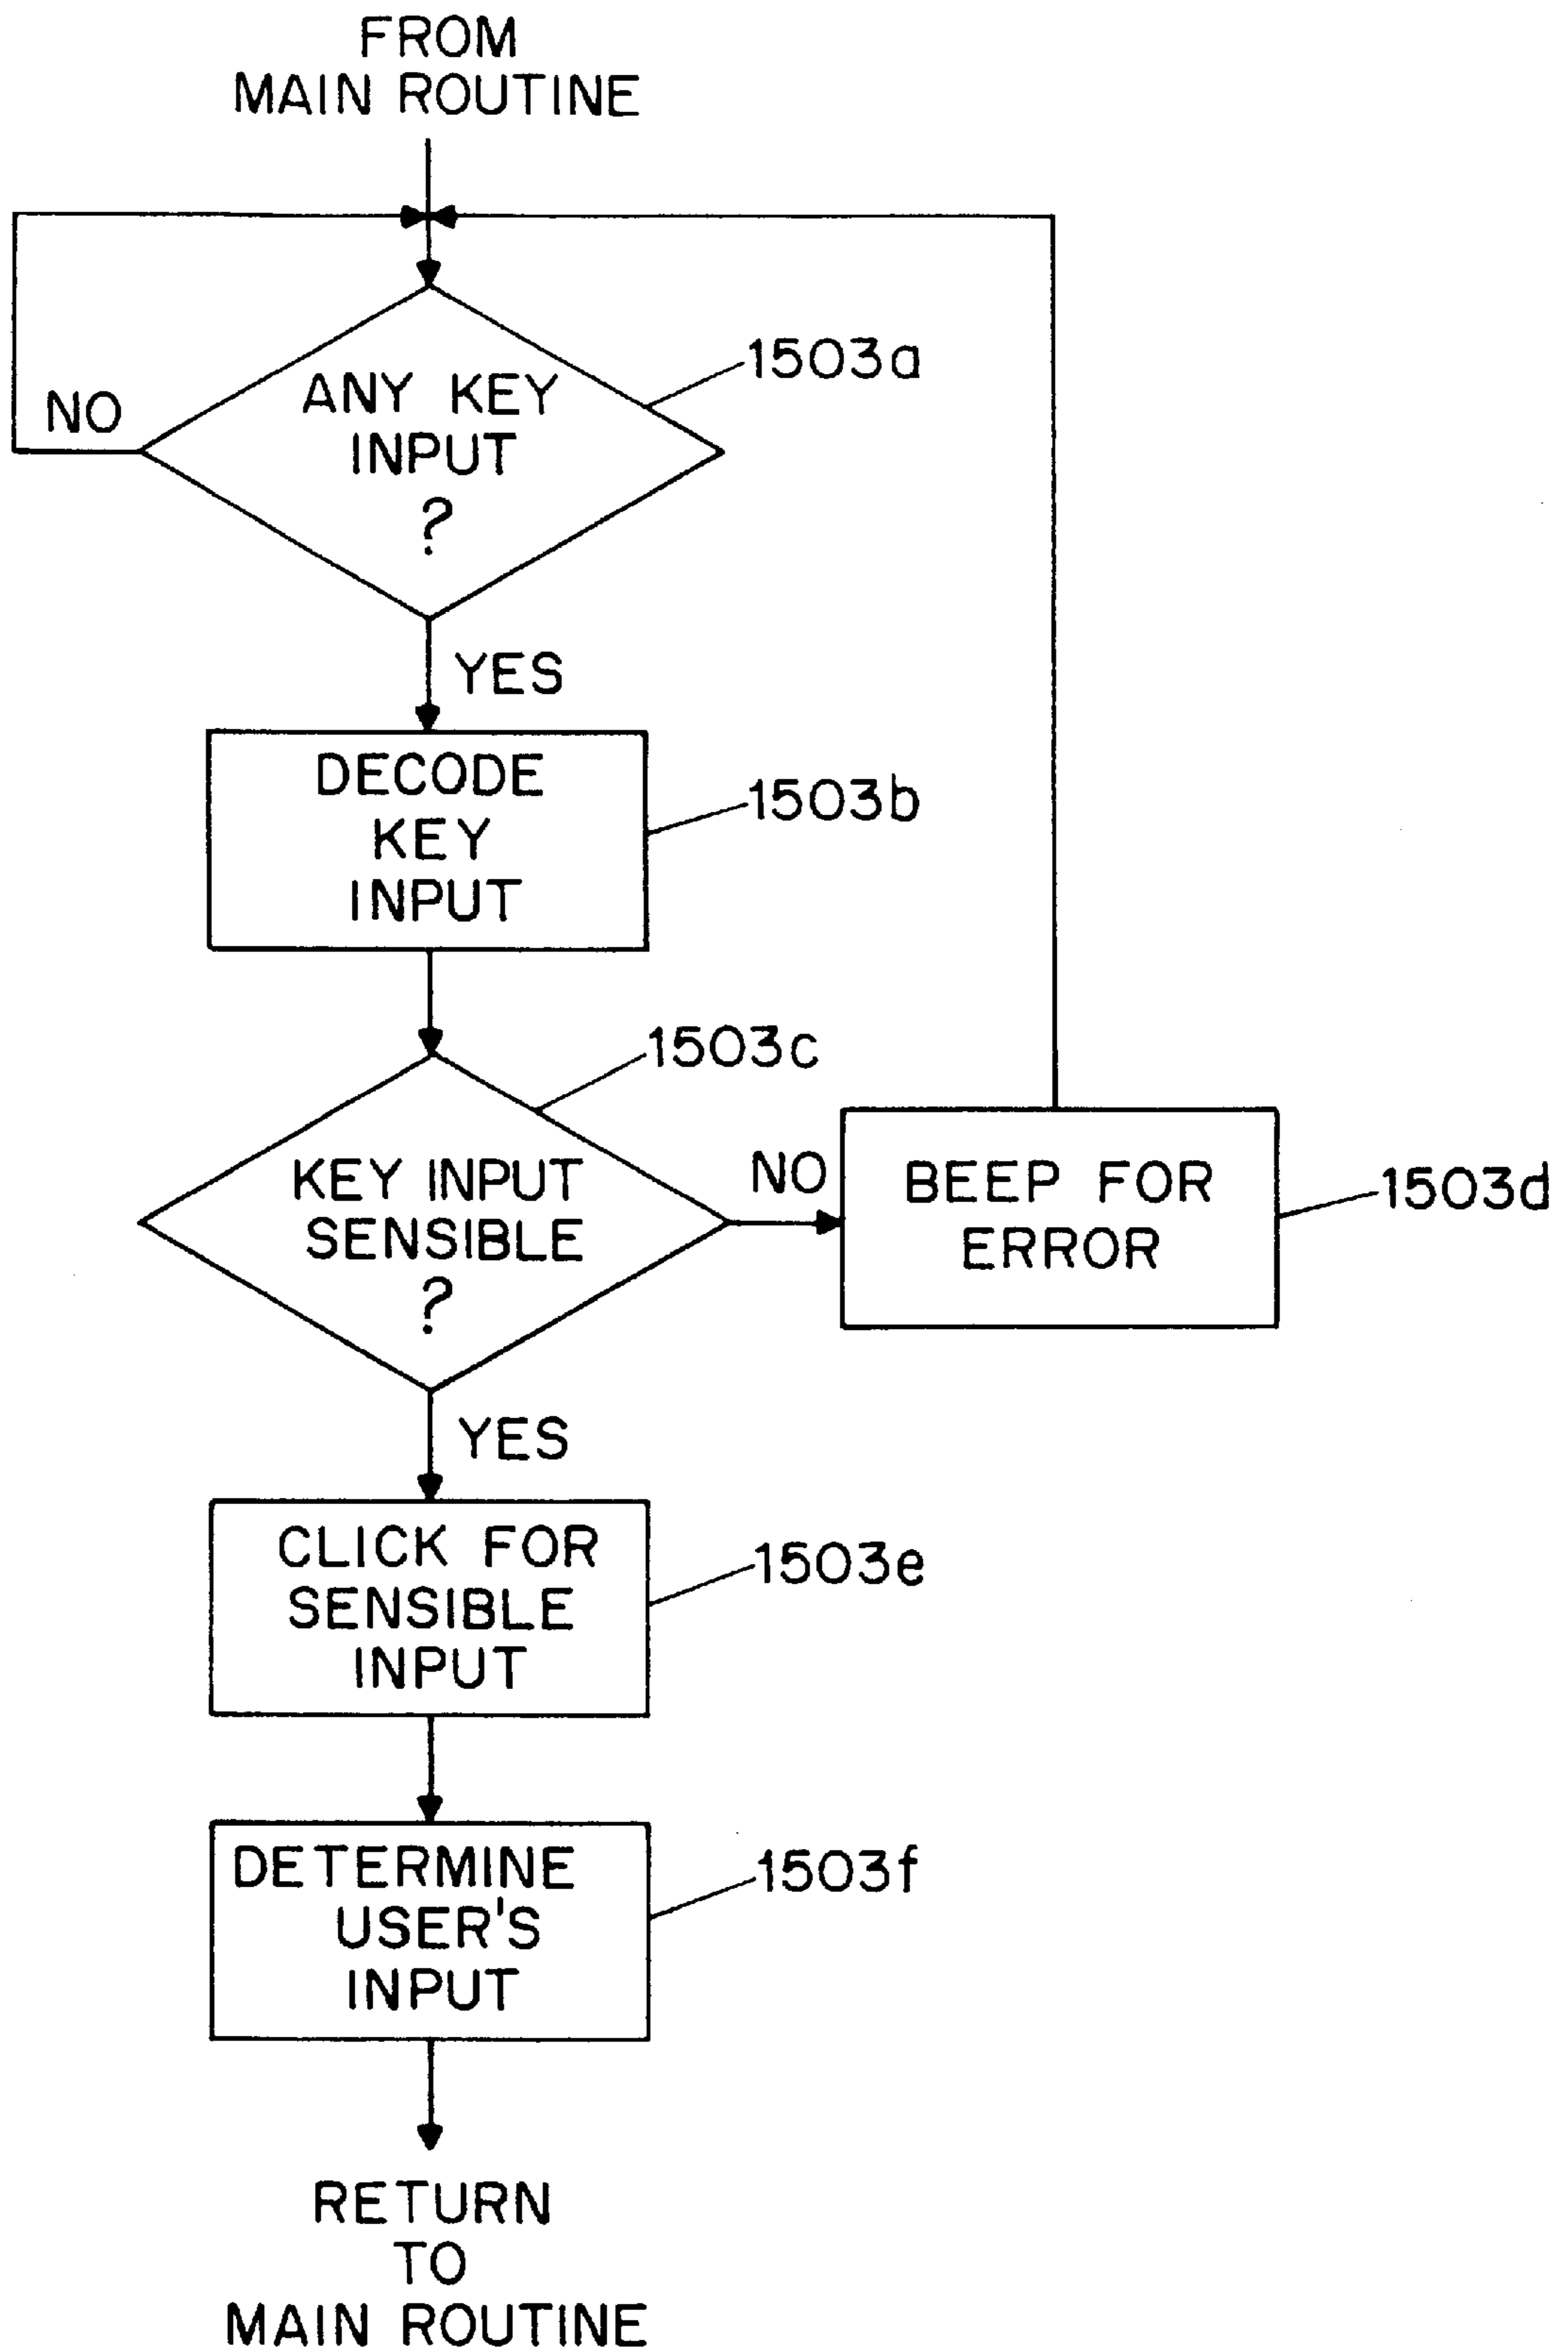 FROM
MAIN ROUTINE
1503a
ANY KEY
INPUT
?
NO
YES
DECODE
KEY
INPUT
1503b
1503c
KEY INPUT
SENSIBLE
?
NO
BEEP FOR
ERROR
1503d
YES
CLICK FOR
SENSIBLE
INPUT
1503e
DETERMINE
USER'S
INPUT
1503f
RETURN
TO
MAIN ROUTINE